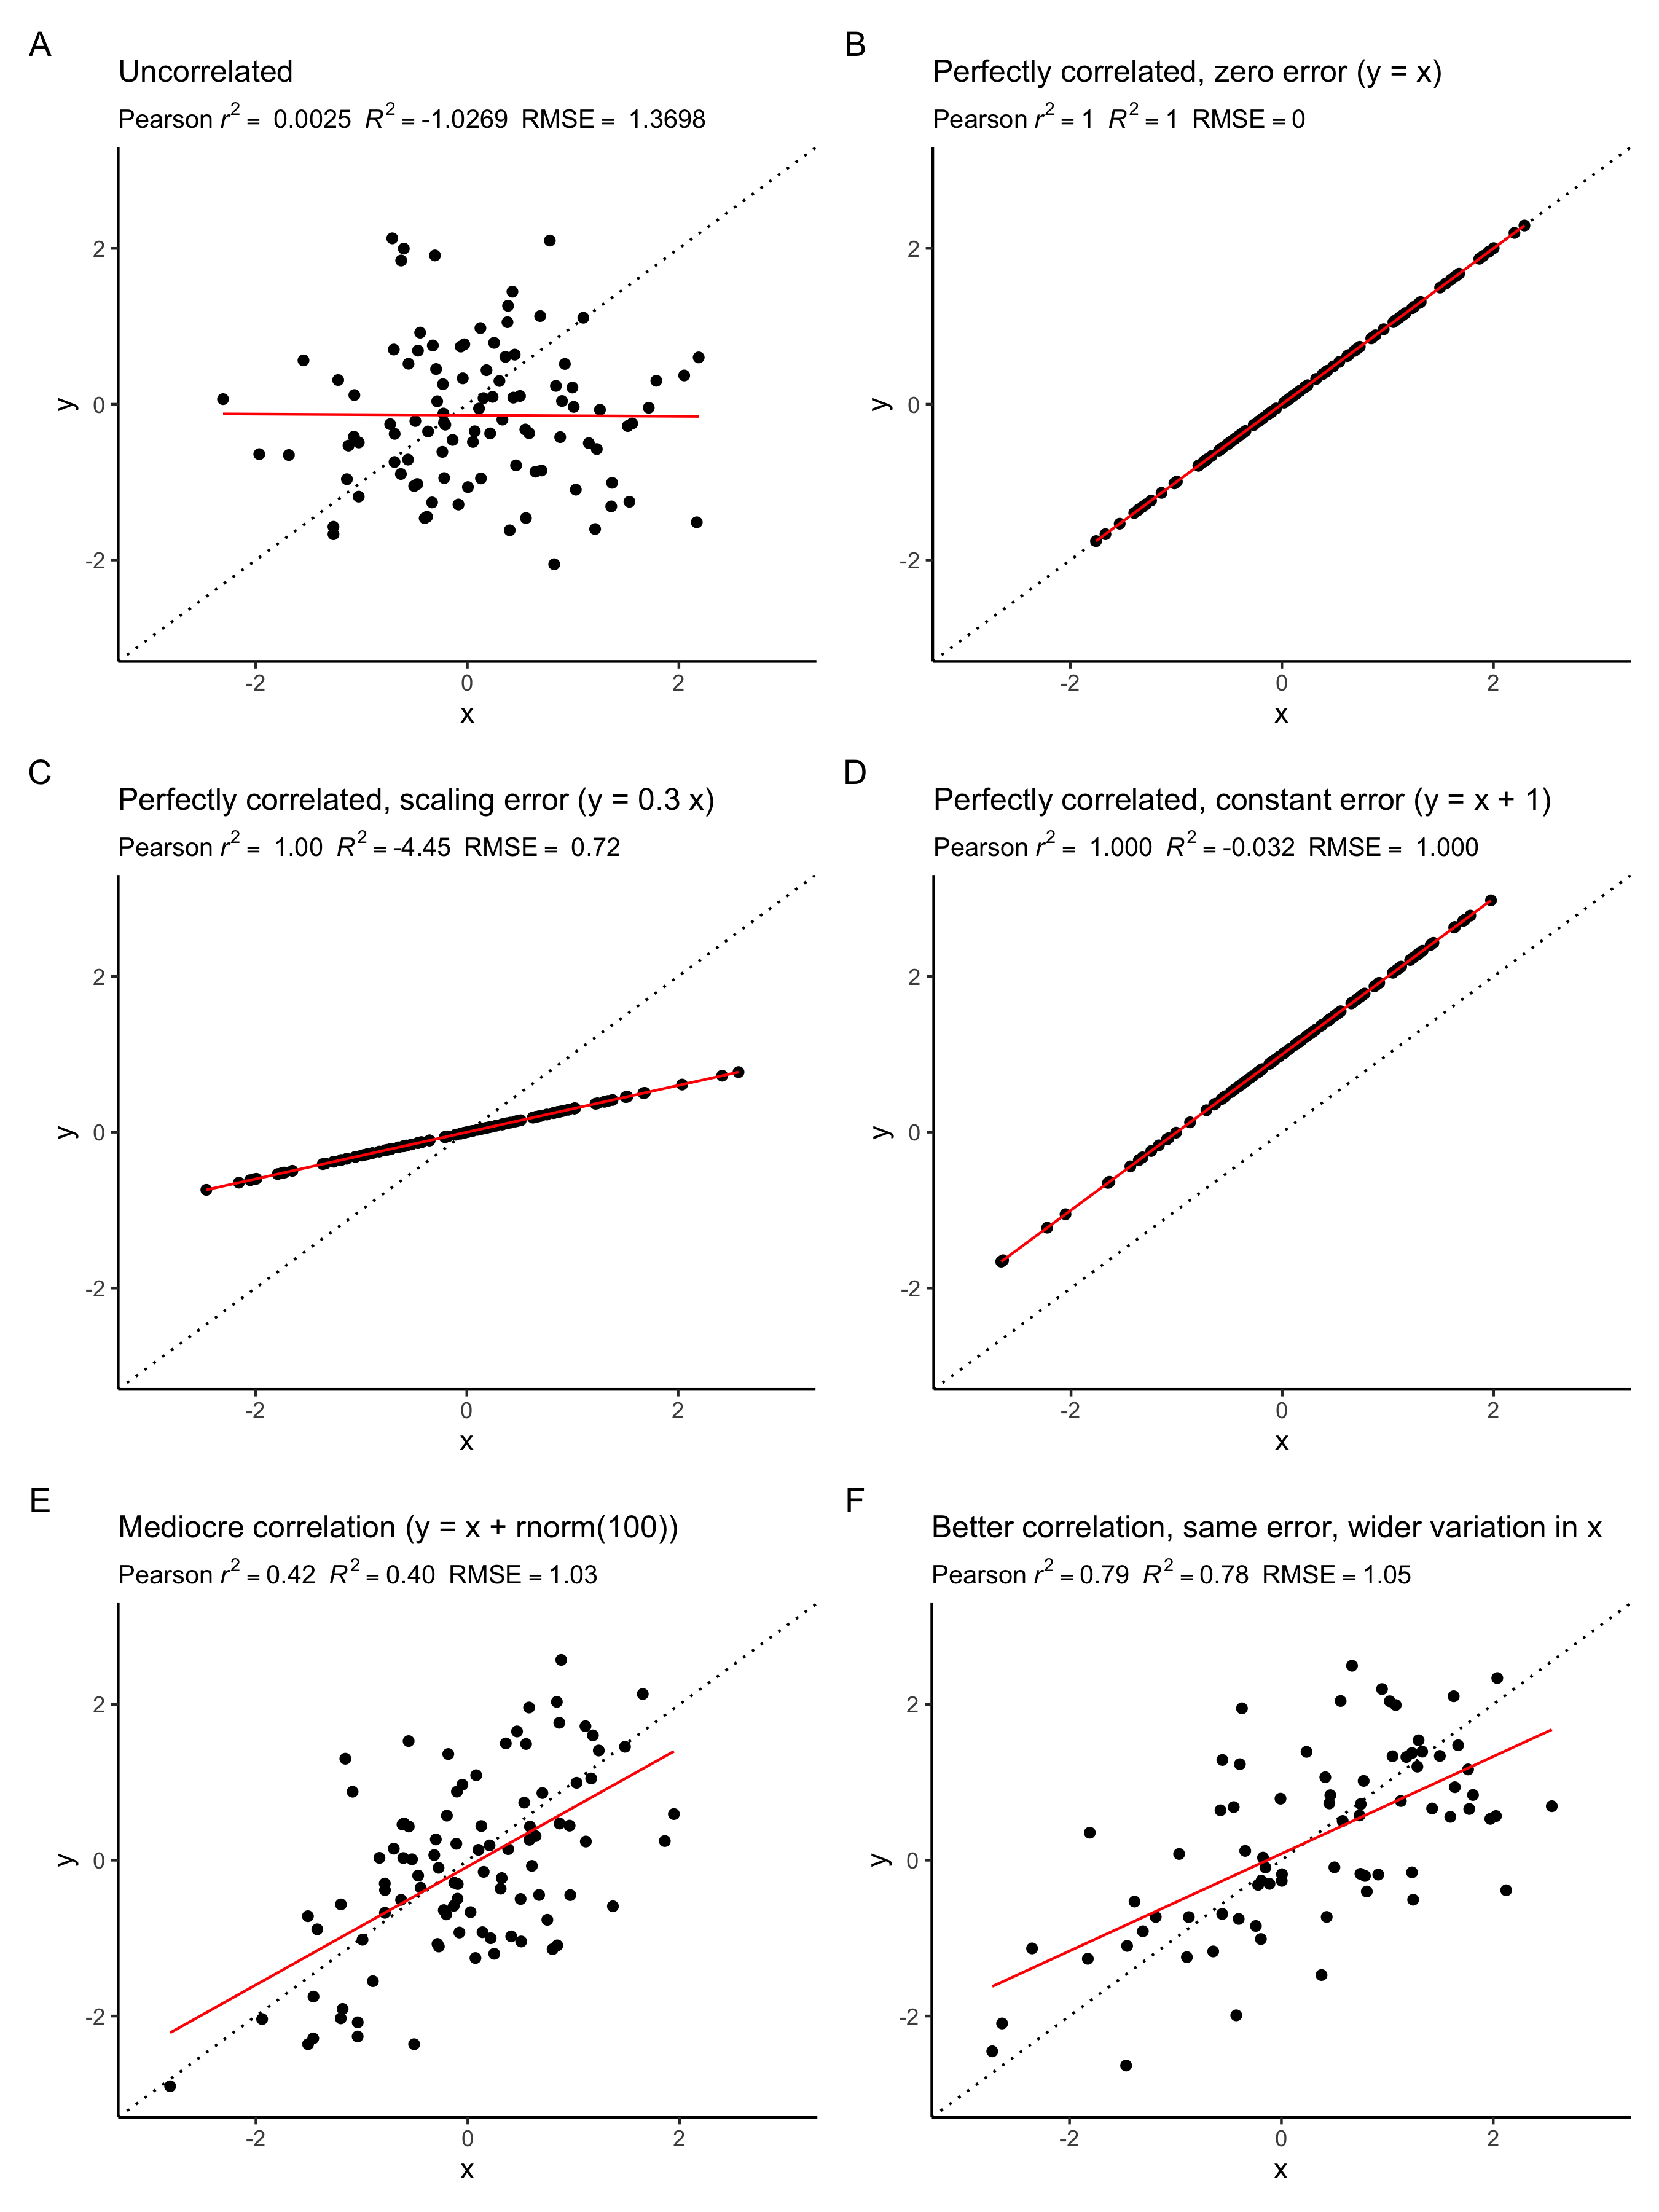 A
Uncorrelated
Pearson r² = 0.0025 R² = -1.0269 RMSE = 1.3698
y
2
0
-2
-2 0 2
x
B
Perfectly correlated, zero error (y = x)
Pearson r² = 1 R² = 1 RMSE = 0
y
2
0
-2
-2 0 2
x
C
Perfectly correlated, scaling error (y = 0.3 x)
Pearson r² = 1.00 R² = -4.45 RMSE = 0.72
y
2
0
-2
-2 0 2
x
D
Perfectly correlated, constant error (y = x + 1)
Pearson r² = 1.000 R² = -0.032 RMSE = 1.000
y
2
0
-2
-2 0 2
x
E
Mediocre correlation (y = x + rnorm(100))
Pearson r² = 0.42 R² = 0.40 RMSE = 1.03
y
2
0
-2
-2 0 2
x
F
Better correlation, same error, wider variation in x
Pearson r² = 0.79 R² = 0.78 RMSE = 1.05
y
2
0
-2
-2 0 2
x